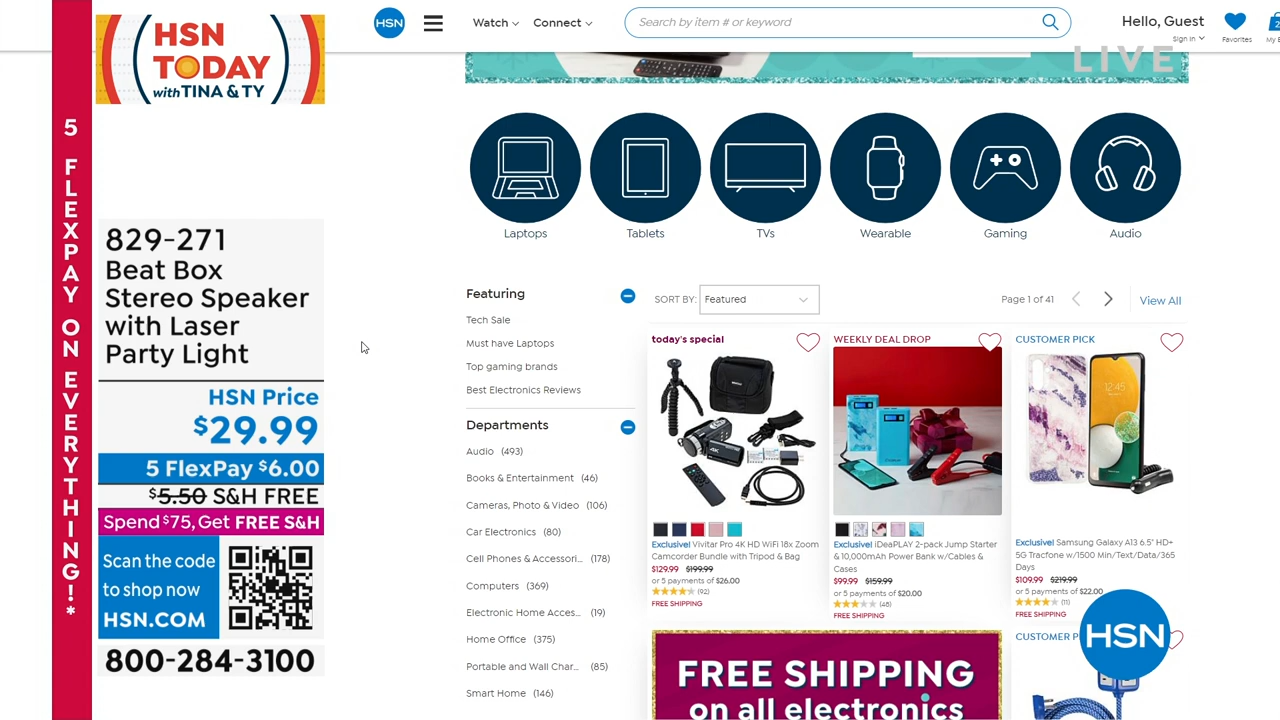 HSN
TODAY
with TINA & TY
5 FLEXPAY ON EVERYTHING!*
829-271
Beat Box
Stereo Speaker
with Laser
Party Light
HSN Price
$29.99
5 FlexPay $6.00
$5.50 S&H FREE
Spend $75, Get FREE S&H
Scan the code
to shop now
HSN.COM
800-284-3100
HSN
Watch
Connect
Search by item # or keyword
Hello, Guest
Sign In
Favorites
LIVE
Laptops
Tablets
TVs
Wearable
Gaming
Audio
Featuring
Tech Sale
Must have Laptops
Top gaming brands
Best Electronics Reviews
Departments
Audio (493)
Books & Entertainment (46)
Cameras, Photo & Video (106)
Car Electronics (80)
Cell Phones & Accessori... (178)
Computers (369)
Electronic Home Acces... (19)
Home Office (375)
Portable and Wall Char... (85)
Smart Home (146)
SORT BY: Featured
Page 1 of 41
View All
today's special
4K
Exclusive! Vivitar Pro 4K HD WiFi 18x Zoom
Camcorder Bundle with Tripod & Bag
$129.99 $199.99
or 5 payments of $26.00
(92)
FREE SHIPPING
WEEKLY DEAL DROP
Exclusive! iDeaPLAY 2-pack Jump Starter
& 10,000mAh Power Bank w/Cables &
Cases
$99.99 $159.99
or 5 payments of $20.00
(48)
FREE SHIPPING
CUSTOMER PICK
12:45
Exclusive! Samsung Galaxy A13 6.5" HD+
5G Tracfone w/1500 Min/Text/Data/365
Days
$109.99 $219.99
or 5 payments of $22.00
(11)
FREE SHIPPING
FREE SHIPPING
on all electronics
CUSTOMER P
HSN